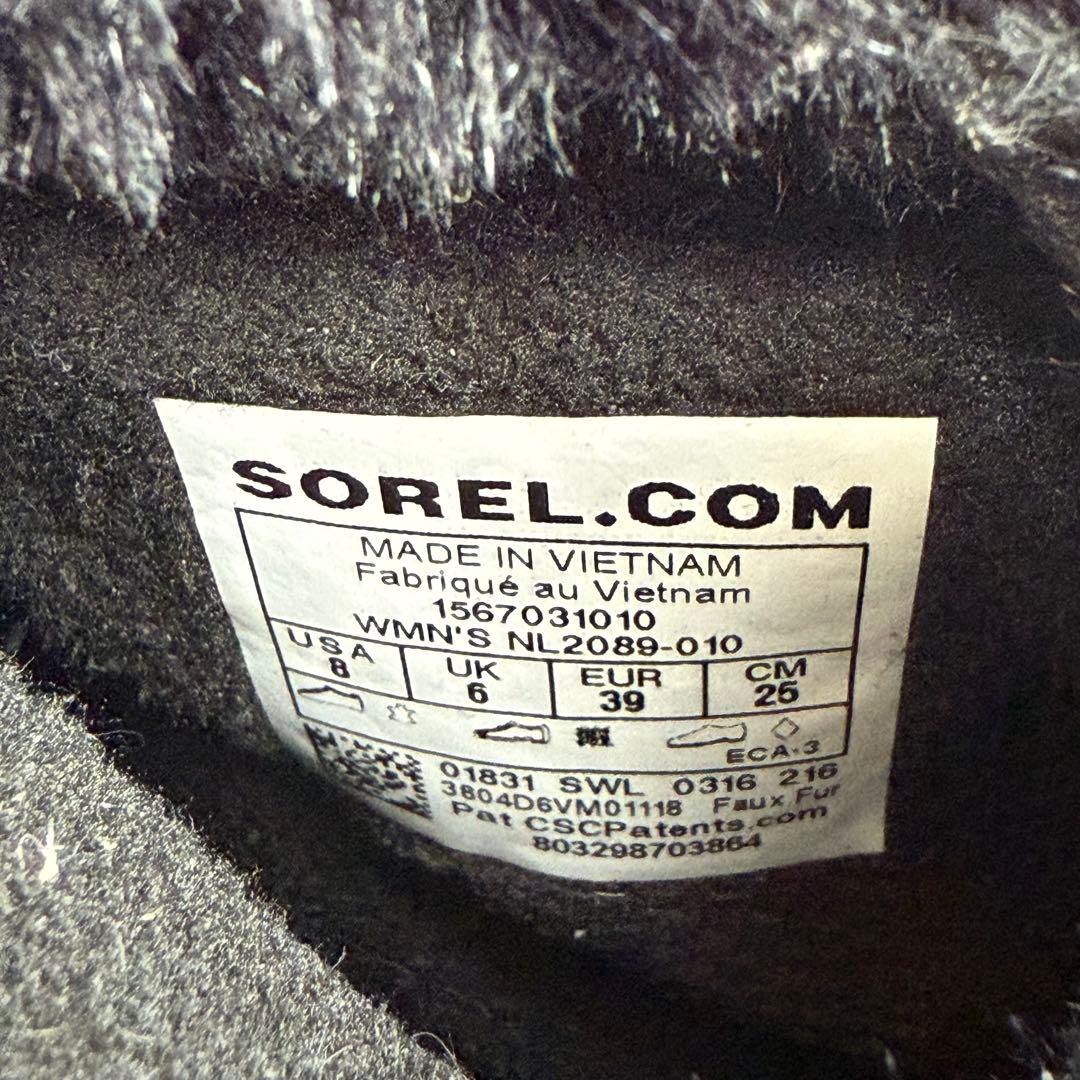 SOREL.COM
MADE IN VIETNAM
Fabriqué au Vietnam
1567031010
WMN'S NL2089-010
USA UK EUR CM
8 6 39 25
ECA-3
01831 SWL 0316 216
3804D6VM01118 Faux Fur
Pat CSCPatents.com
803298703864